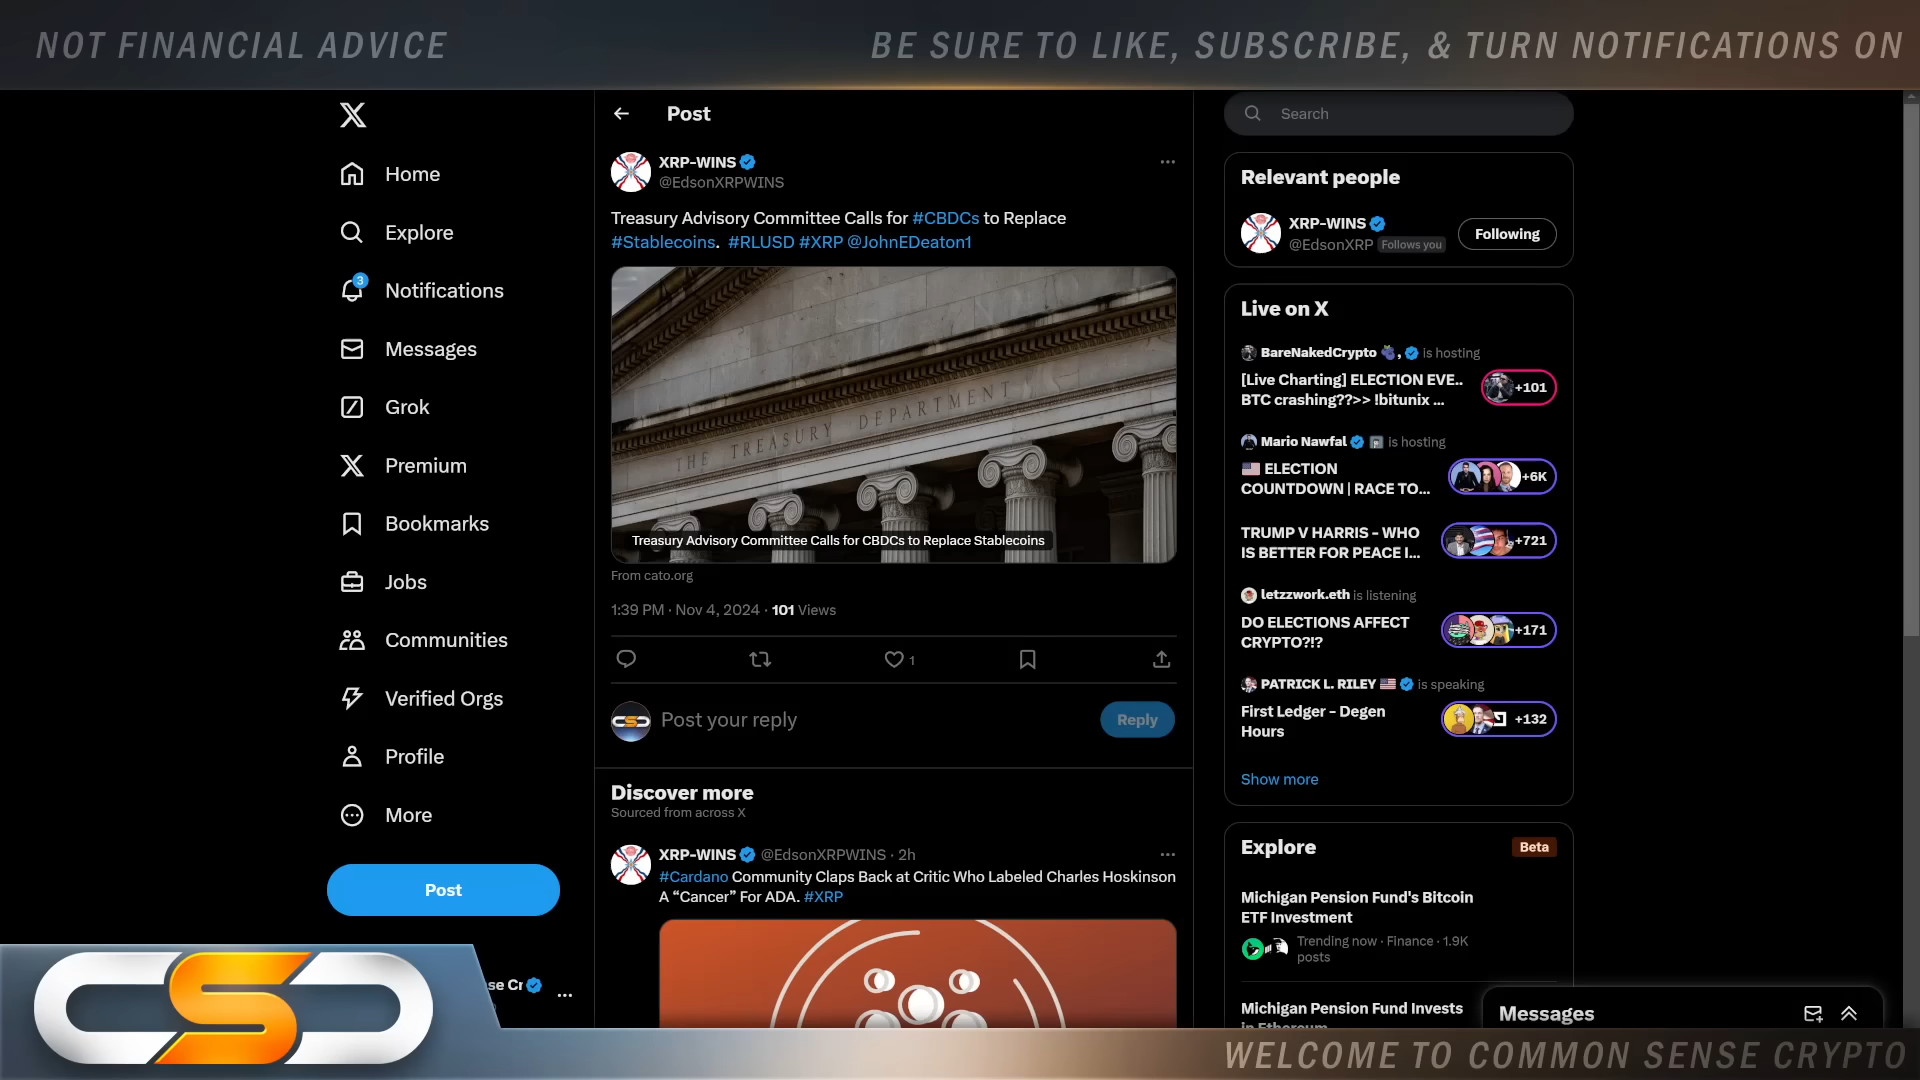 NOT FINANCIAL ADVICE
BE SURE TO LIKE, SUBSCRIBE, & TURN NOTIFICATIONS ON
Home
Explore
3
Notifications
Messages
Grok
Premium
Bookmarks
Jobs
Communities
Verified Orgs
Profile
More
Post
se Cr
Post
XRP-WINS
@EdsonXRPWINS
Treasury Advisory Committee Calls for #CBDCs to Replace
#Stablecoins. #RLUSD #XRP @JohnEDeaton1
THE TREASURY DEPARTMENT
Treasury Advisory Committee Calls for CBDCs to Replace Stablecoins
From cato.org
1:39 PM · Nov 4, 2024 · 101 Views
1
Post your reply
Reply
Discover more
Sourced from across X
XRP-WINS @EdsonXRPWINS · 2h
#Cardano Community Claps Back at Critic Who Labeled Charles Hoskinson
A “Cancer” For ADA. #XRP
Search
Relevant people
XRP-WINS
@EdsonXRP Follows you
Following
Live on X
BareNakedCrypto , is hosting
[Live Charting] ELECTION EVE..
BTC crashing??>> !bitunix ...
+101
Mario Nawfal is hosting
ELECTION
COUNTDOWN | RACE TO...
+6K
TRUMP V HARRIS - WHO
IS BETTER FOR PEACE I...
+721
letzzwork.eth is listening
DO ELECTIONS AFFECT
CRYPTO?!?
+171
PATRICK L. RILEY is speaking
First Ledger - Degen
Hours
+132
Show more
Explore
Beta
Michigan Pension Fund's Bitcoin
ETF Investment
Trending now · Finance · 1.9K
posts
Michigan Pension Fund Invests
in Ethereum
Messages
CSC
WELCOME TO COMMON SENSE CRYPTO